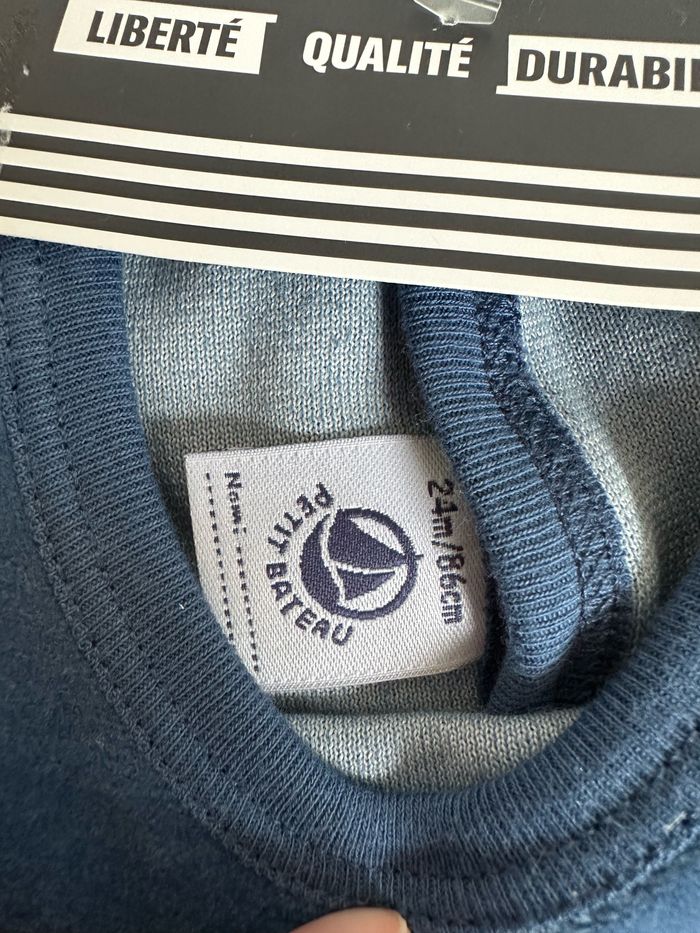 LIBERTÉ
QUALITÉ
DURABI
24m/86cm
PETIT BATEAU
Nom: